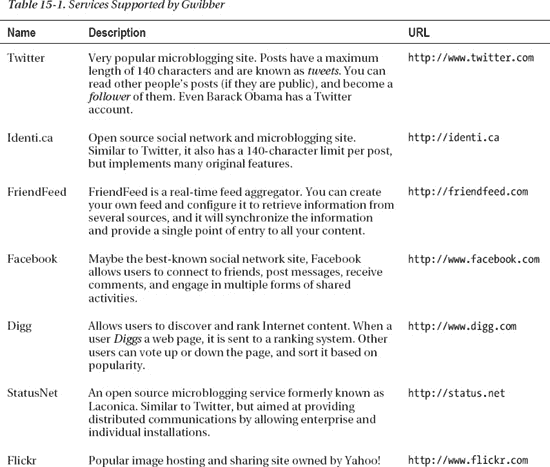 Table 15-1. Services Supported by Gwibber
Name Description URL
Twitter Very popular microblogging site. Posts have a maximum http://www.twitter.com
length of 140 characters and are known as tweets. You can
read other people's posts (if they are public), and become a
follower of them. Even Barack Obama has a Twitter
account.
Identi.ca Open source social network and microblogging site. http://identi.ca
Similar to Twitter, it also has a 140-character limit per post,
but implements many original features.
FriendFeed FriendFeed is a real-time feed aggregator. You can create http://friendfeed.com
your own feed and configure it to retrieve information from
several sources, and it will synchronize the information
and provide a single point of entry to all your content.
Facebook Maybe the best-known social network site, Facebook http://www.facebook.com
allows users to connect to friends, post messages, receive
comments, and engage in multiple forms of shared
activities.
Digg Allows users to discover and rank Internet content. When a http://www.digg.com
user Diggs a web page, it is sent to a ranking system. Other
users can vote up or down the page, and sort it based on
popularity.
StatusNet An open source microblogging service formerly known as http://status.net
Laconica. Similar to Twitter, but aimed at providing
distributed communications by allowing enterprise and
individual installations.
Flickr Popular image hosting and sharing site owned by Yahoo! http://www.flickr.com